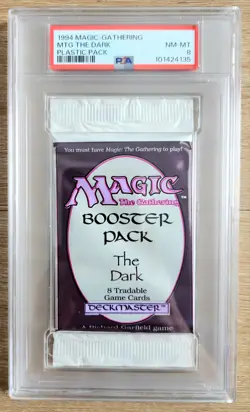 1994 MAGIC: GATHERING
MTG THE DARK
PLASTIC PACK
NM-MT
8
PSA
101424135
You must have Magic: The Gathering to play!
MAGIC
The Gathering
BOOSTER
PACK
The
Dark
8 Tradable
Game Cards
DECKMASTER
A Richard Garfield game